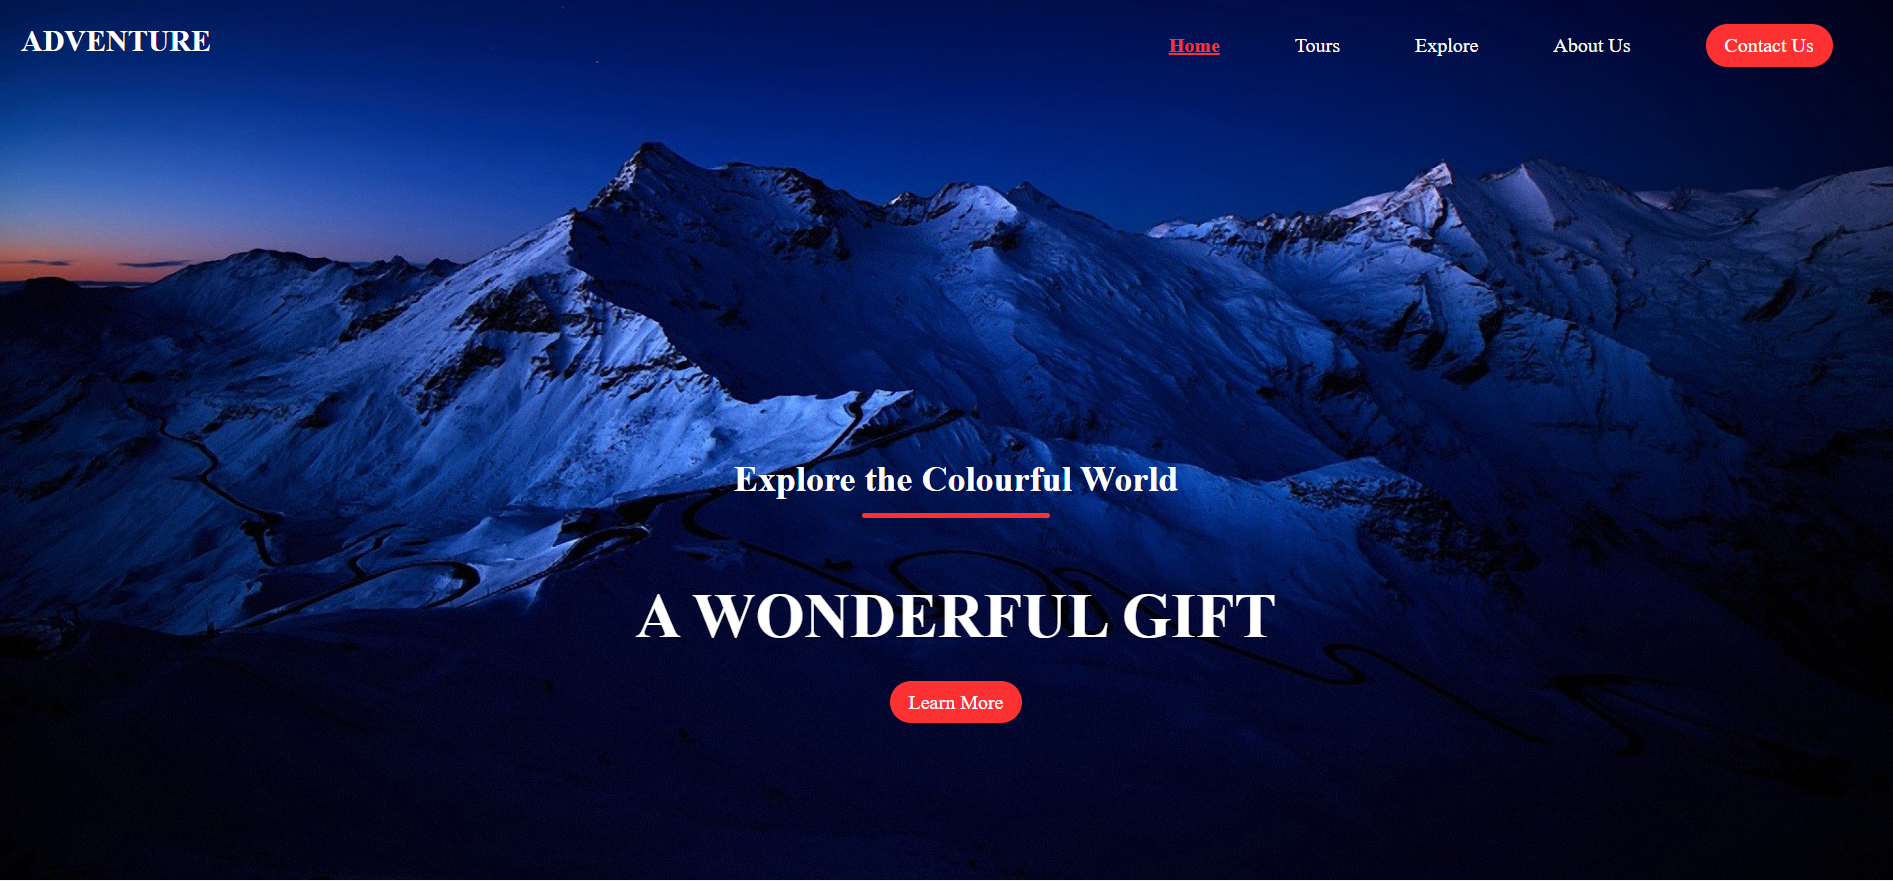 ADVENTURE
Home Tours Explore About Us Contact Us
Explore the Colourful World
A WONDERFUL GIFT
Learn More